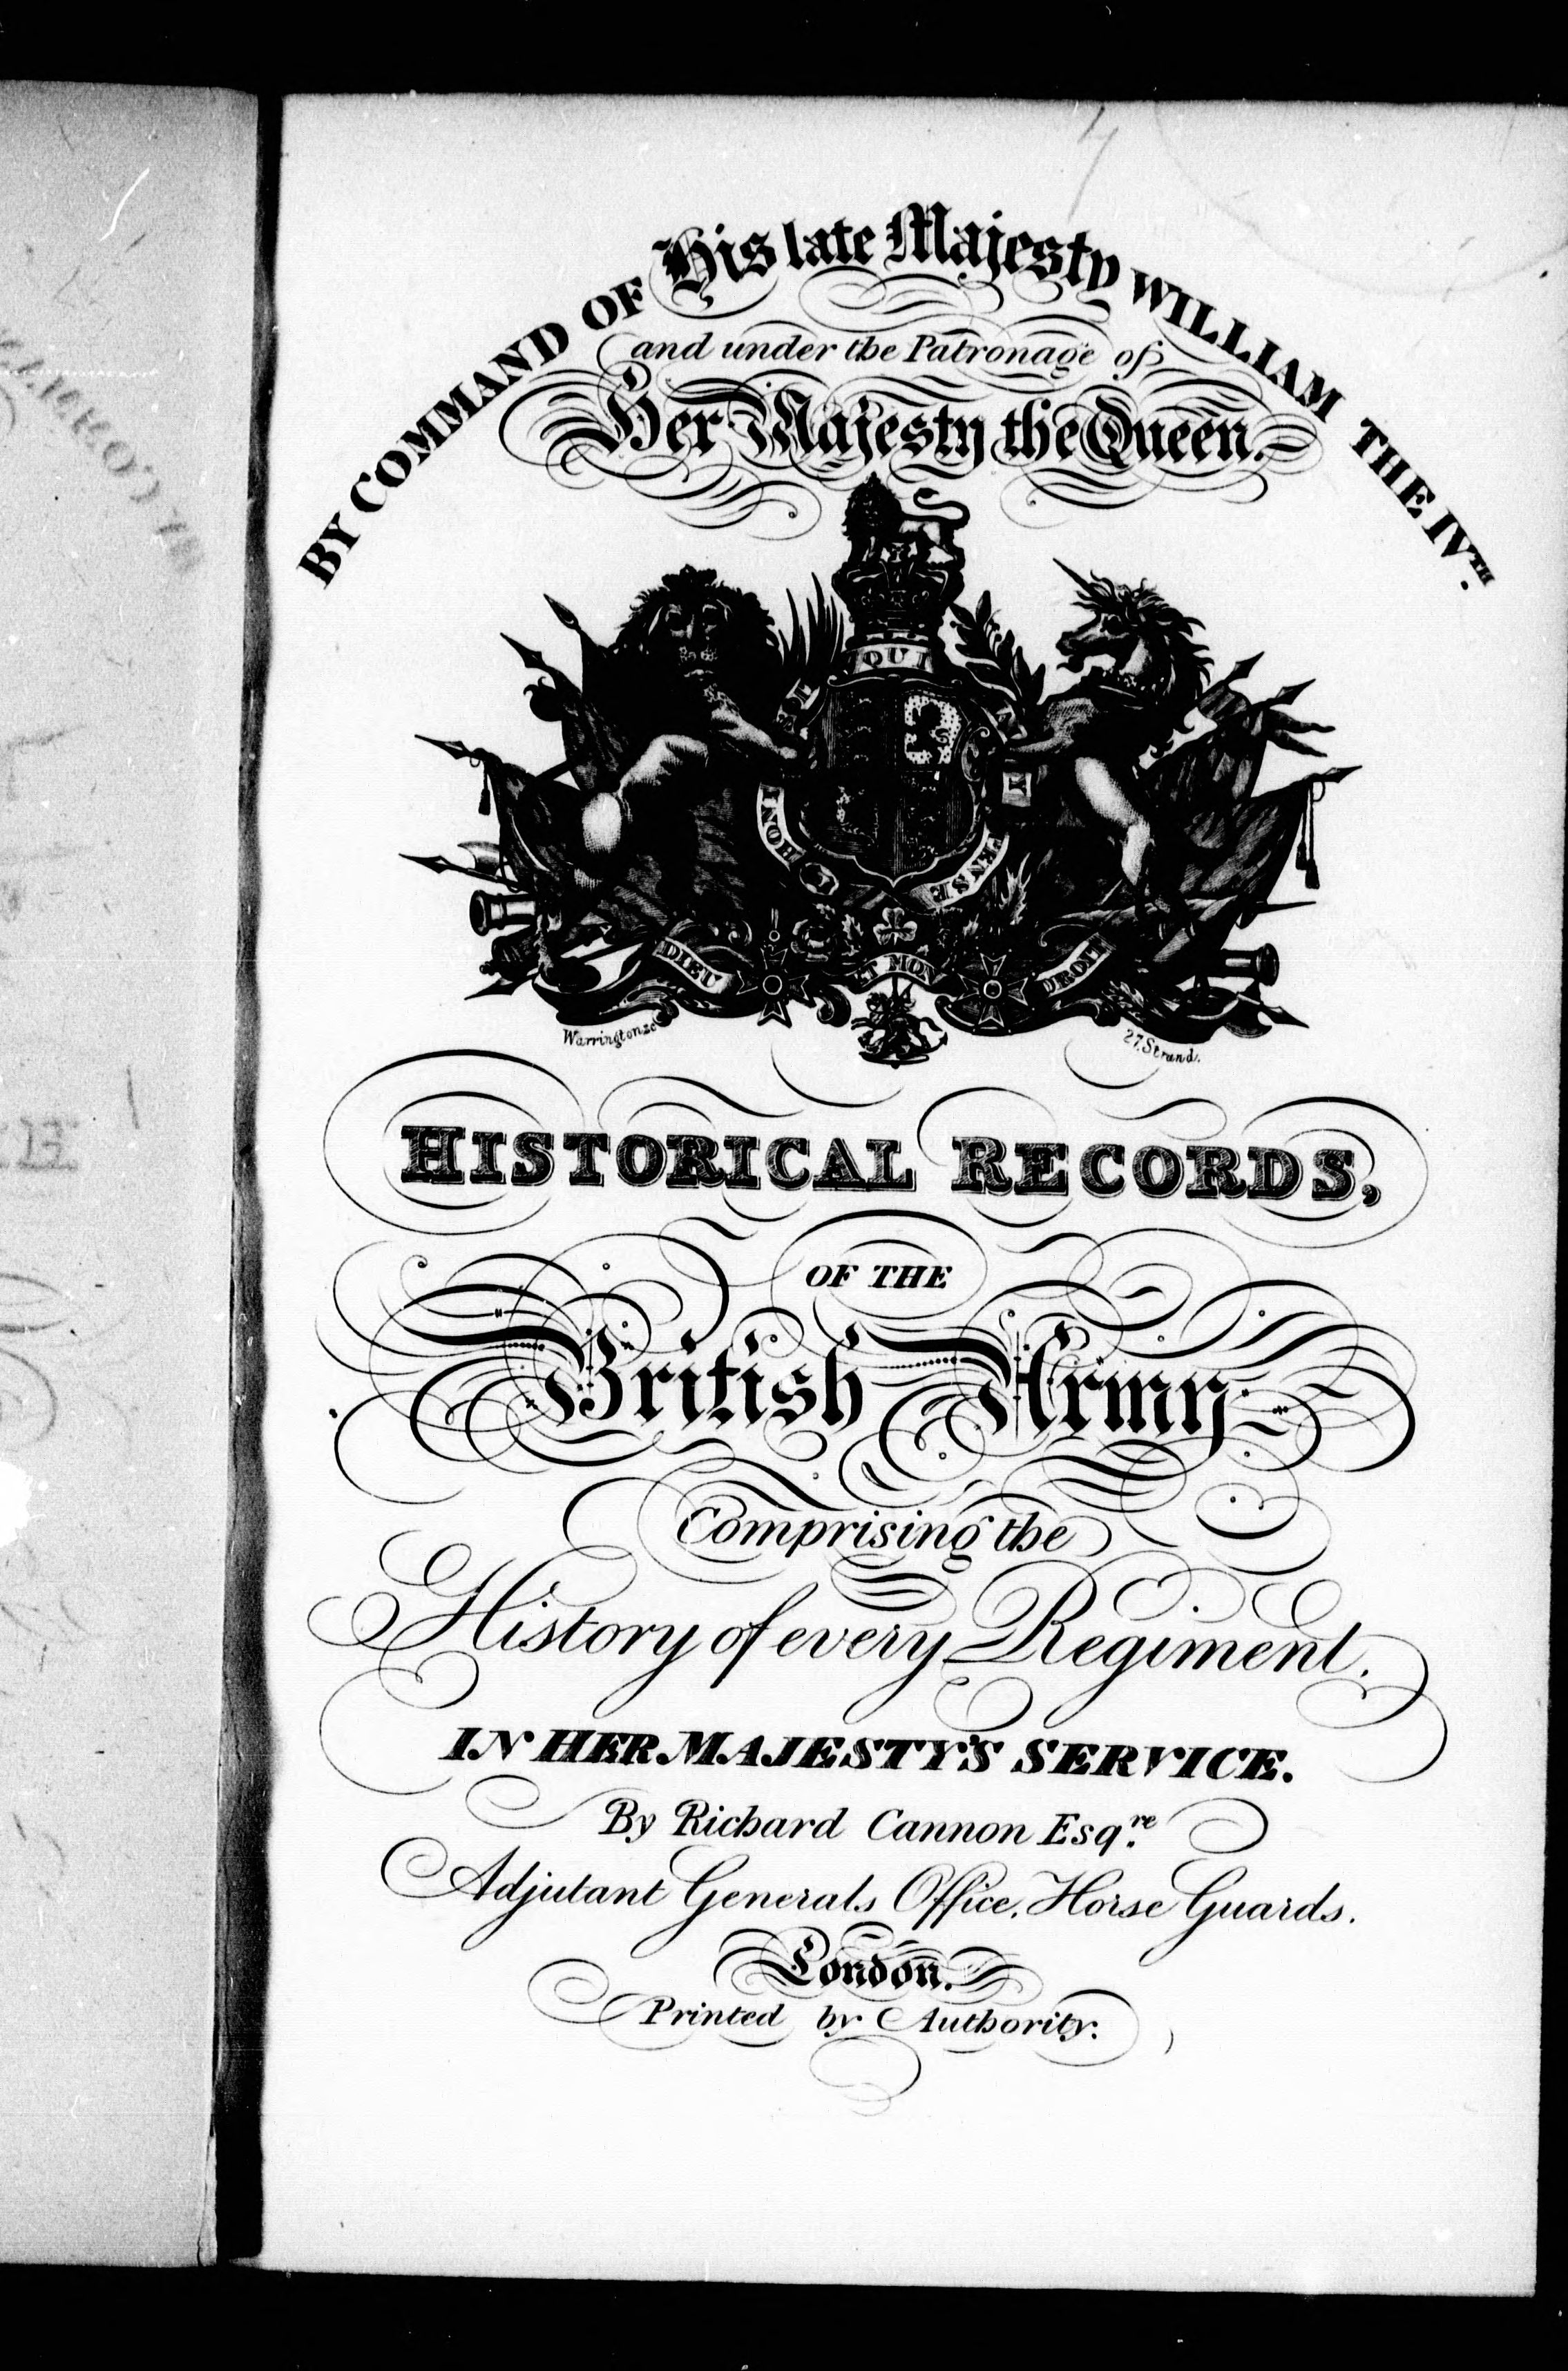 BY COMMAND OF His late Majesty WILLIAM THE IV.TH
and under the Patronage of
Her Majesty the Queen.
QUI
HONI
PENSE
DIEU
ET MON
DROIT
Warrington sc
27, Strand.
HISTORICAL RECORDS,
OF THE
British Army
Comprising the
History of every Regiment
IN HER MAJESTY'S SERVICE.
By Richard Cannon Esq.re
Adjutant Generals Office, Horse Guards.
London.
Printed by Authority.